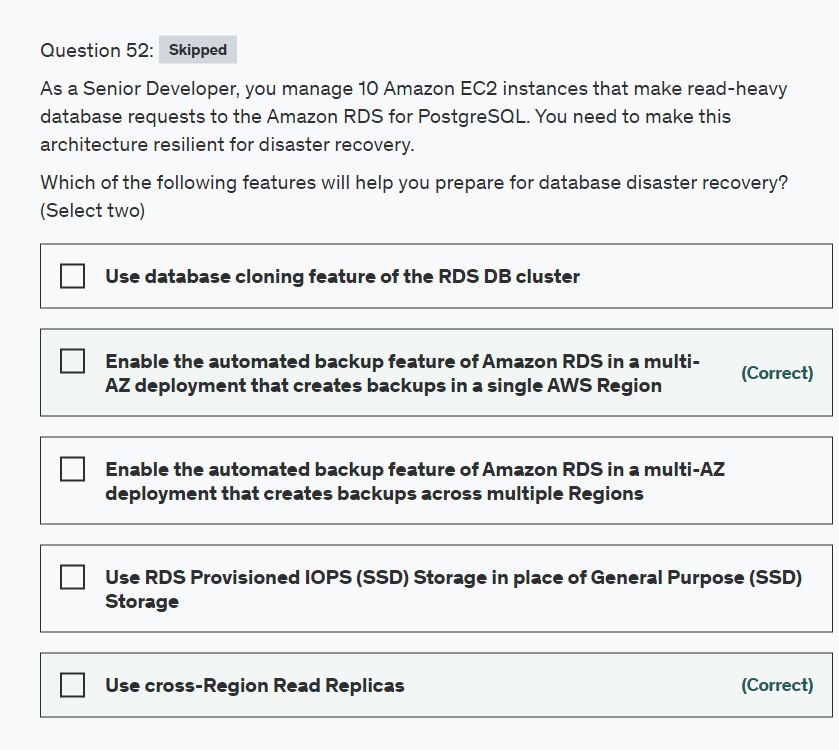 Question 52: Skipped
As a Senior Developer, you manage 10 Amazon EC2 instances that make read-heavy
database requests to the Amazon RDS for PostgreSQL. You need to make this
architecture resilient for disaster recovery.
Which of the following features will help you prepare for database disaster recovery?
(Select two)
Use database cloning feature of the RDS DB cluster
Enable the automated backup feature of Amazon RDS in a multi-
AZ deployment that creates backups in a single AWS Region
(Correct)
Enable the automated backup feature of Amazon RDS in a multi-AZ
deployment that creates backups across multiple Regions
Use RDS Provisioned IOPS (SSD) Storage in place of General Purpose (SSD)
Storage
Use cross-Region Read Replicas
(Correct)